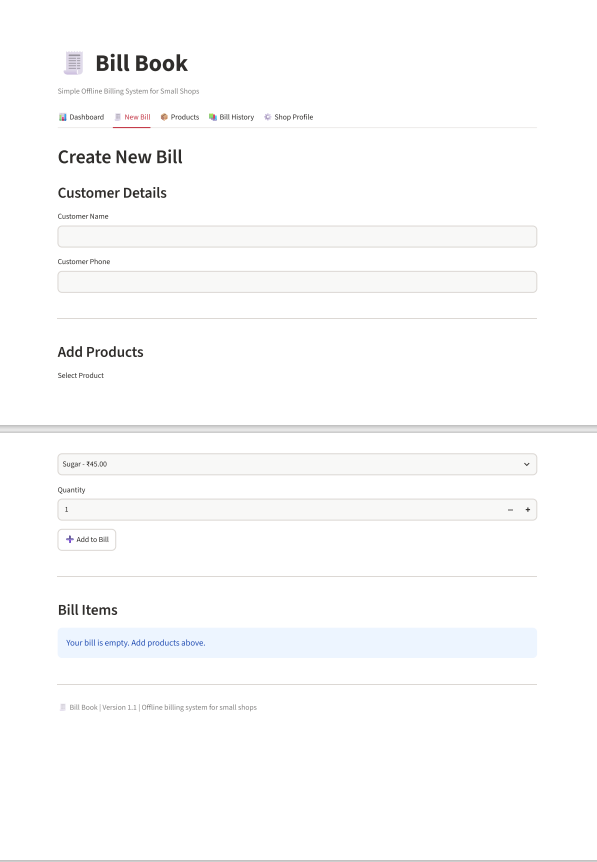 Bill Book
Simple Offline Billing System for Small Shops
Dashboard New Bill Products Bill History Shop Profile
Create New Bill
Customer Details
Customer Name
Customer Phone
Add Products
Select Product
Sugar - ₹45.00
Quantity
1
Add to Bill
Bill Items
Your bill is empty. Add products above.
Bill Book | Version 1.1 | Offline billing system for small shops